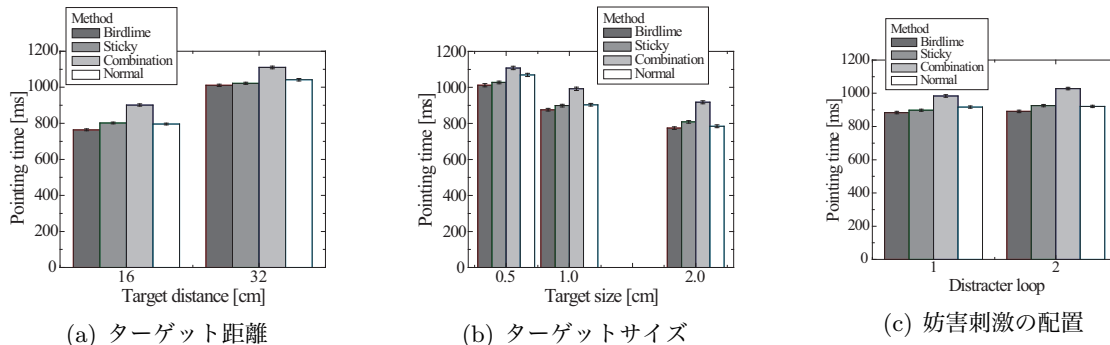 Method
Birdlime
Sticky
Combination
Normal
1200
1000
800
600
400
200
0
Pointing time [ms]
16
32
Target distance [cm]
(a) ターゲット距離
Method
Birdlime
Sticky
Combination
Normal
1200
1000
800
600
400
200
0
Pointing time [ms]
0.5
1.0
2.0
Target size [cm]
(b) ターゲットサイズ
Method
Birdlime
Sticky
Combination
Normal
1200
1000
800
600
400
200
0
Pointing time [ms]
1
2
Distracter loop
(c) 妨害刺激の配置